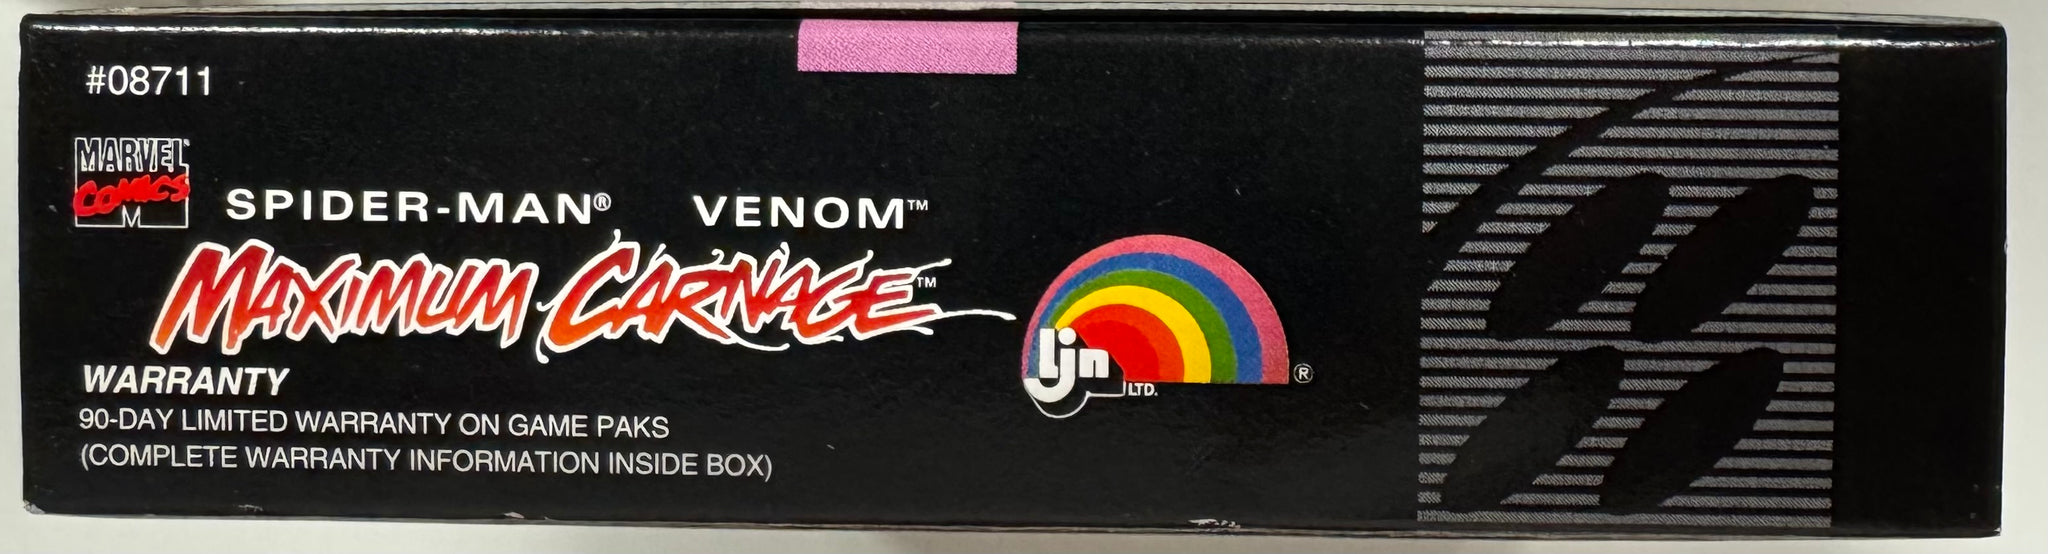 #08711
MARVEL
COMICS
M
SPIDER-MAN® VENOM™
MAXIMUM CARNAGE™
ljn
LTD. ®
WARRANTY
90-DAY LIMITED WARRANTY ON GAME PAKS
(COMPLETE WARRANTY INFORMATION INSIDE BOX)